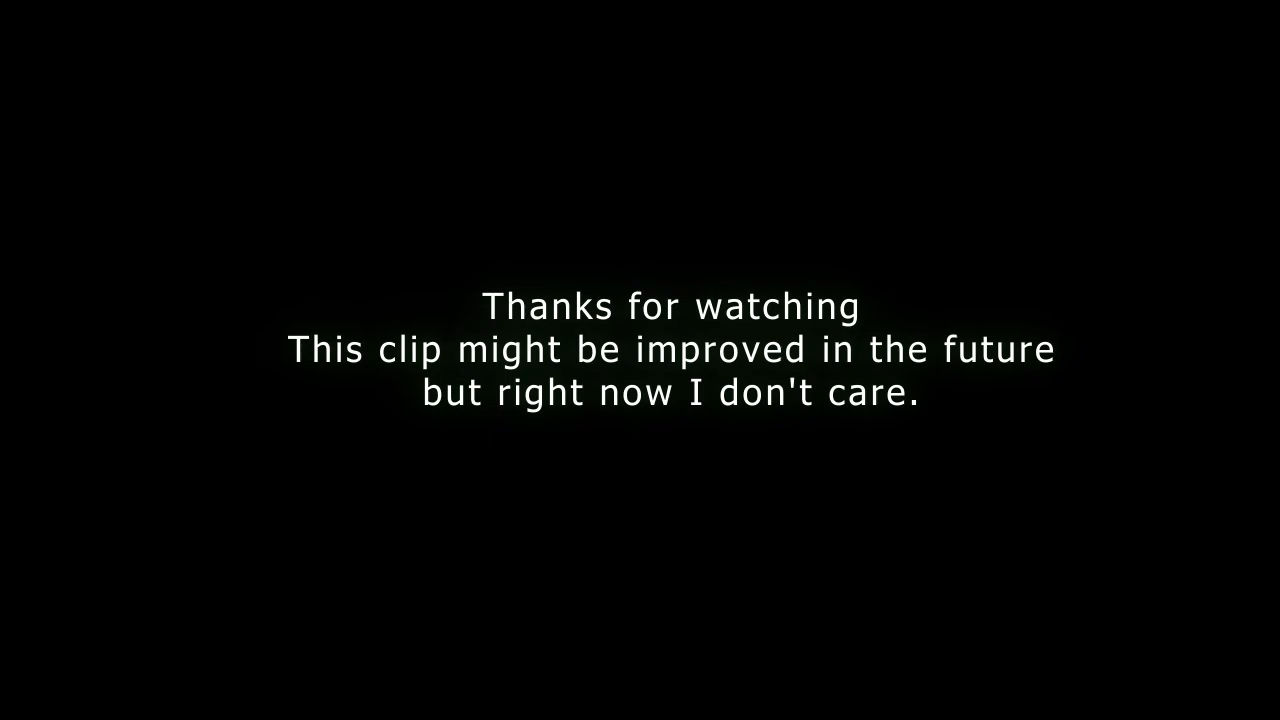 Thanks for watching
This clip might be improved in the future
but right now I don't care.